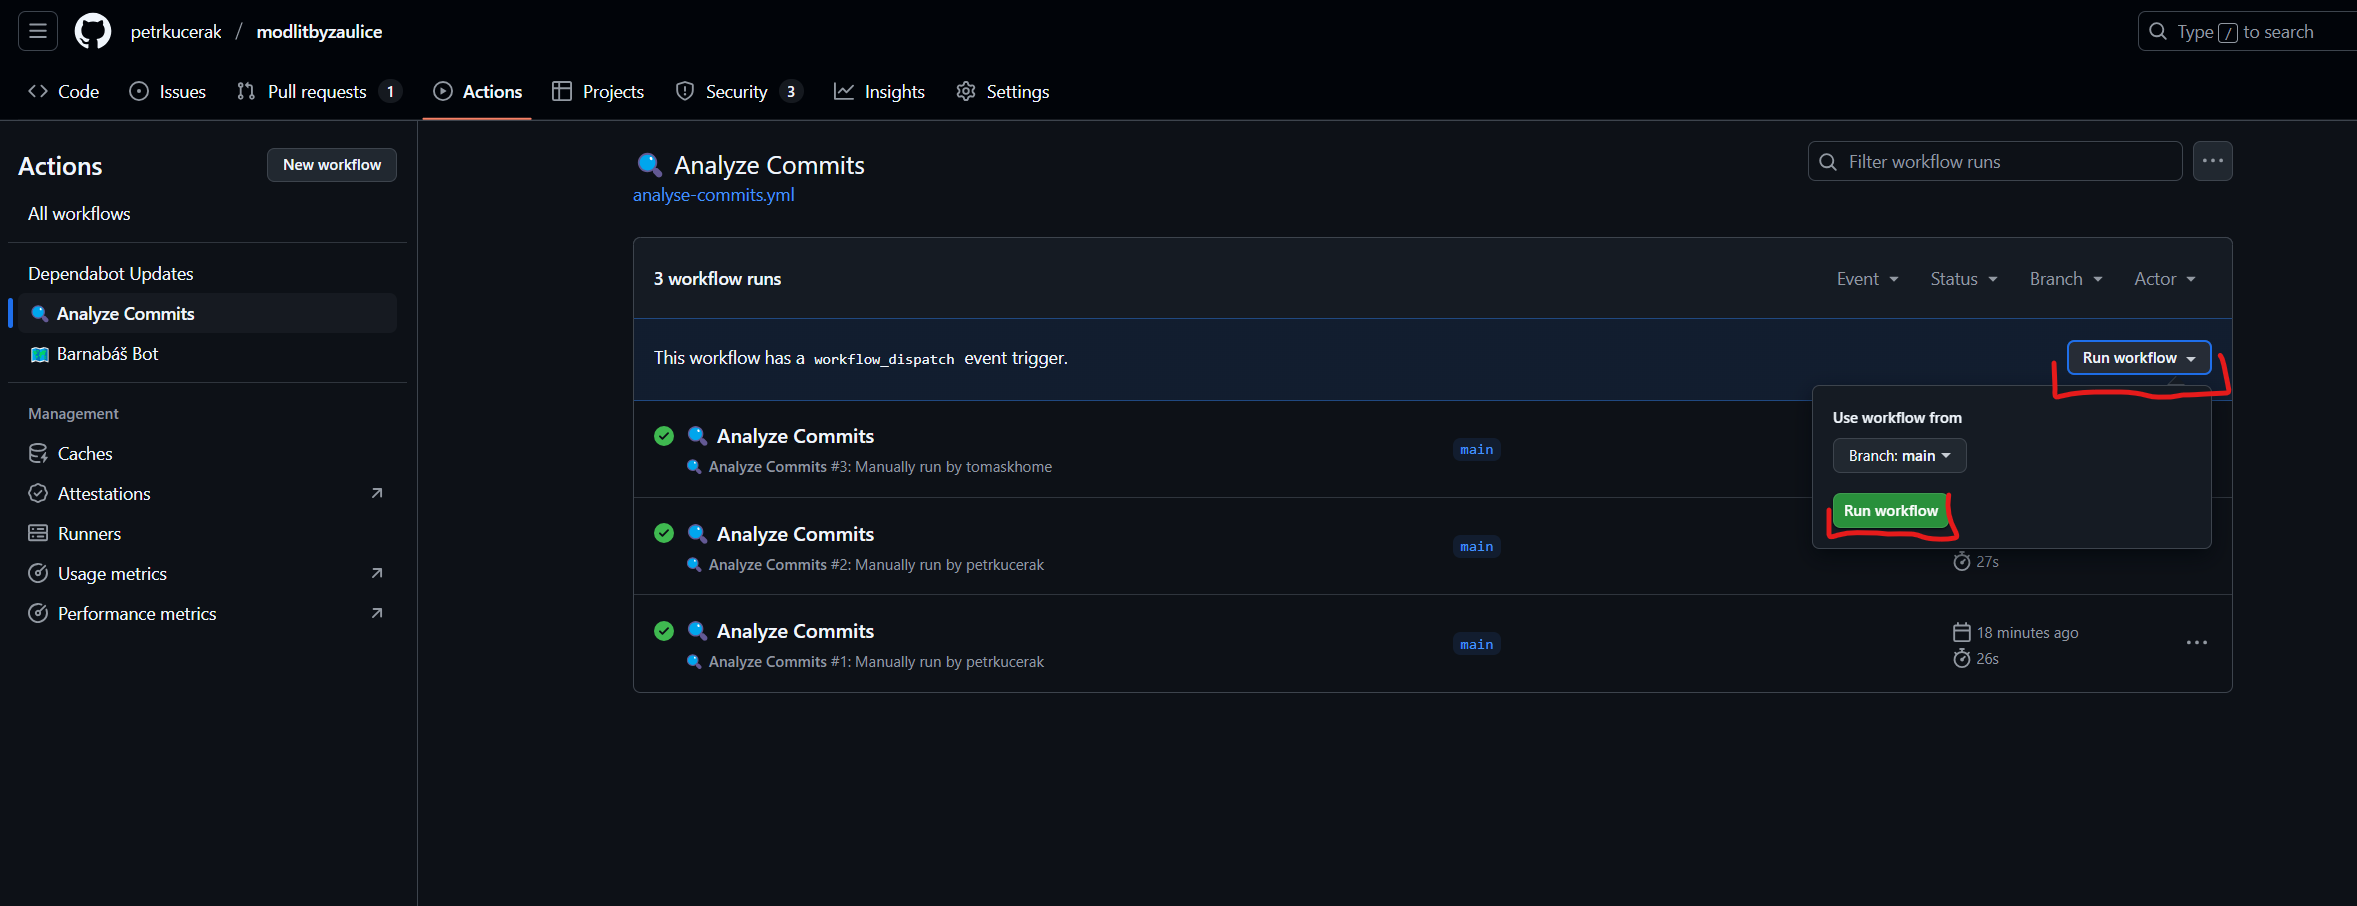 petrkucerak / modlitbyzaulice
Type / to search
Code
Issues
Pull requests 1
Actions
Projects
Security 3
Insights
Settings
Actions
New workflow
All workflows
Dependabot Updates
Analyze Commits
Barnabáš Bot
Management
Caches
Attestations
Runners
Usage metrics
Performance metrics
Analyze Commits
analyse-commits.yml
Filter workflow runs
3 workflow runs
Event
Status
Branch
Actor
This workflow has a workflow_dispatch event trigger.
Run workflow
Use workflow from
Branch: main
Run workflow
Analyze Commits
Analyze Commits #3: Manually run by tomaskhome
main
Analyze Commits
Analyze Commits #2: Manually run by petrkucerak
main
27s
Analyze Commits
Analyze Commits #1: Manually run by petrkucerak
main
18 minutes ago
26s